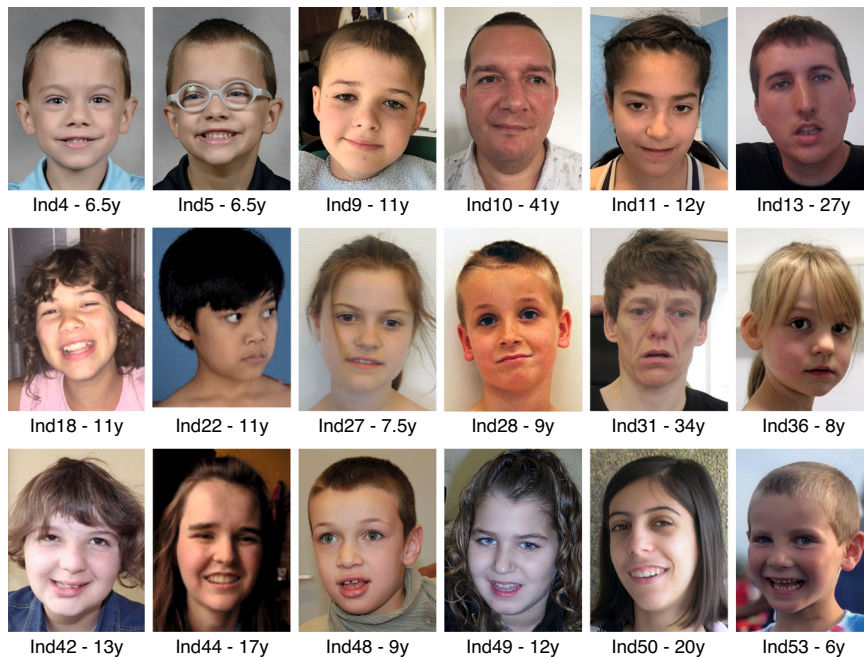 Ind4 - 6.5y
Ind5 - 6.5y
Ind9 - 11y
Ind10 - 41y
Ind11 - 12y
Ind13 - 27y
Ind18 - 11y
Ind22 - 11y
Ind27 - 7.5y
Ind28 - 9y
Ind31 - 34y
Ind36 - 8y
Ind42 - 13y
Ind44 - 17y
Ind48 - 9y
Ind49 - 12y
Ind50 - 20y
Ind53 - 6y